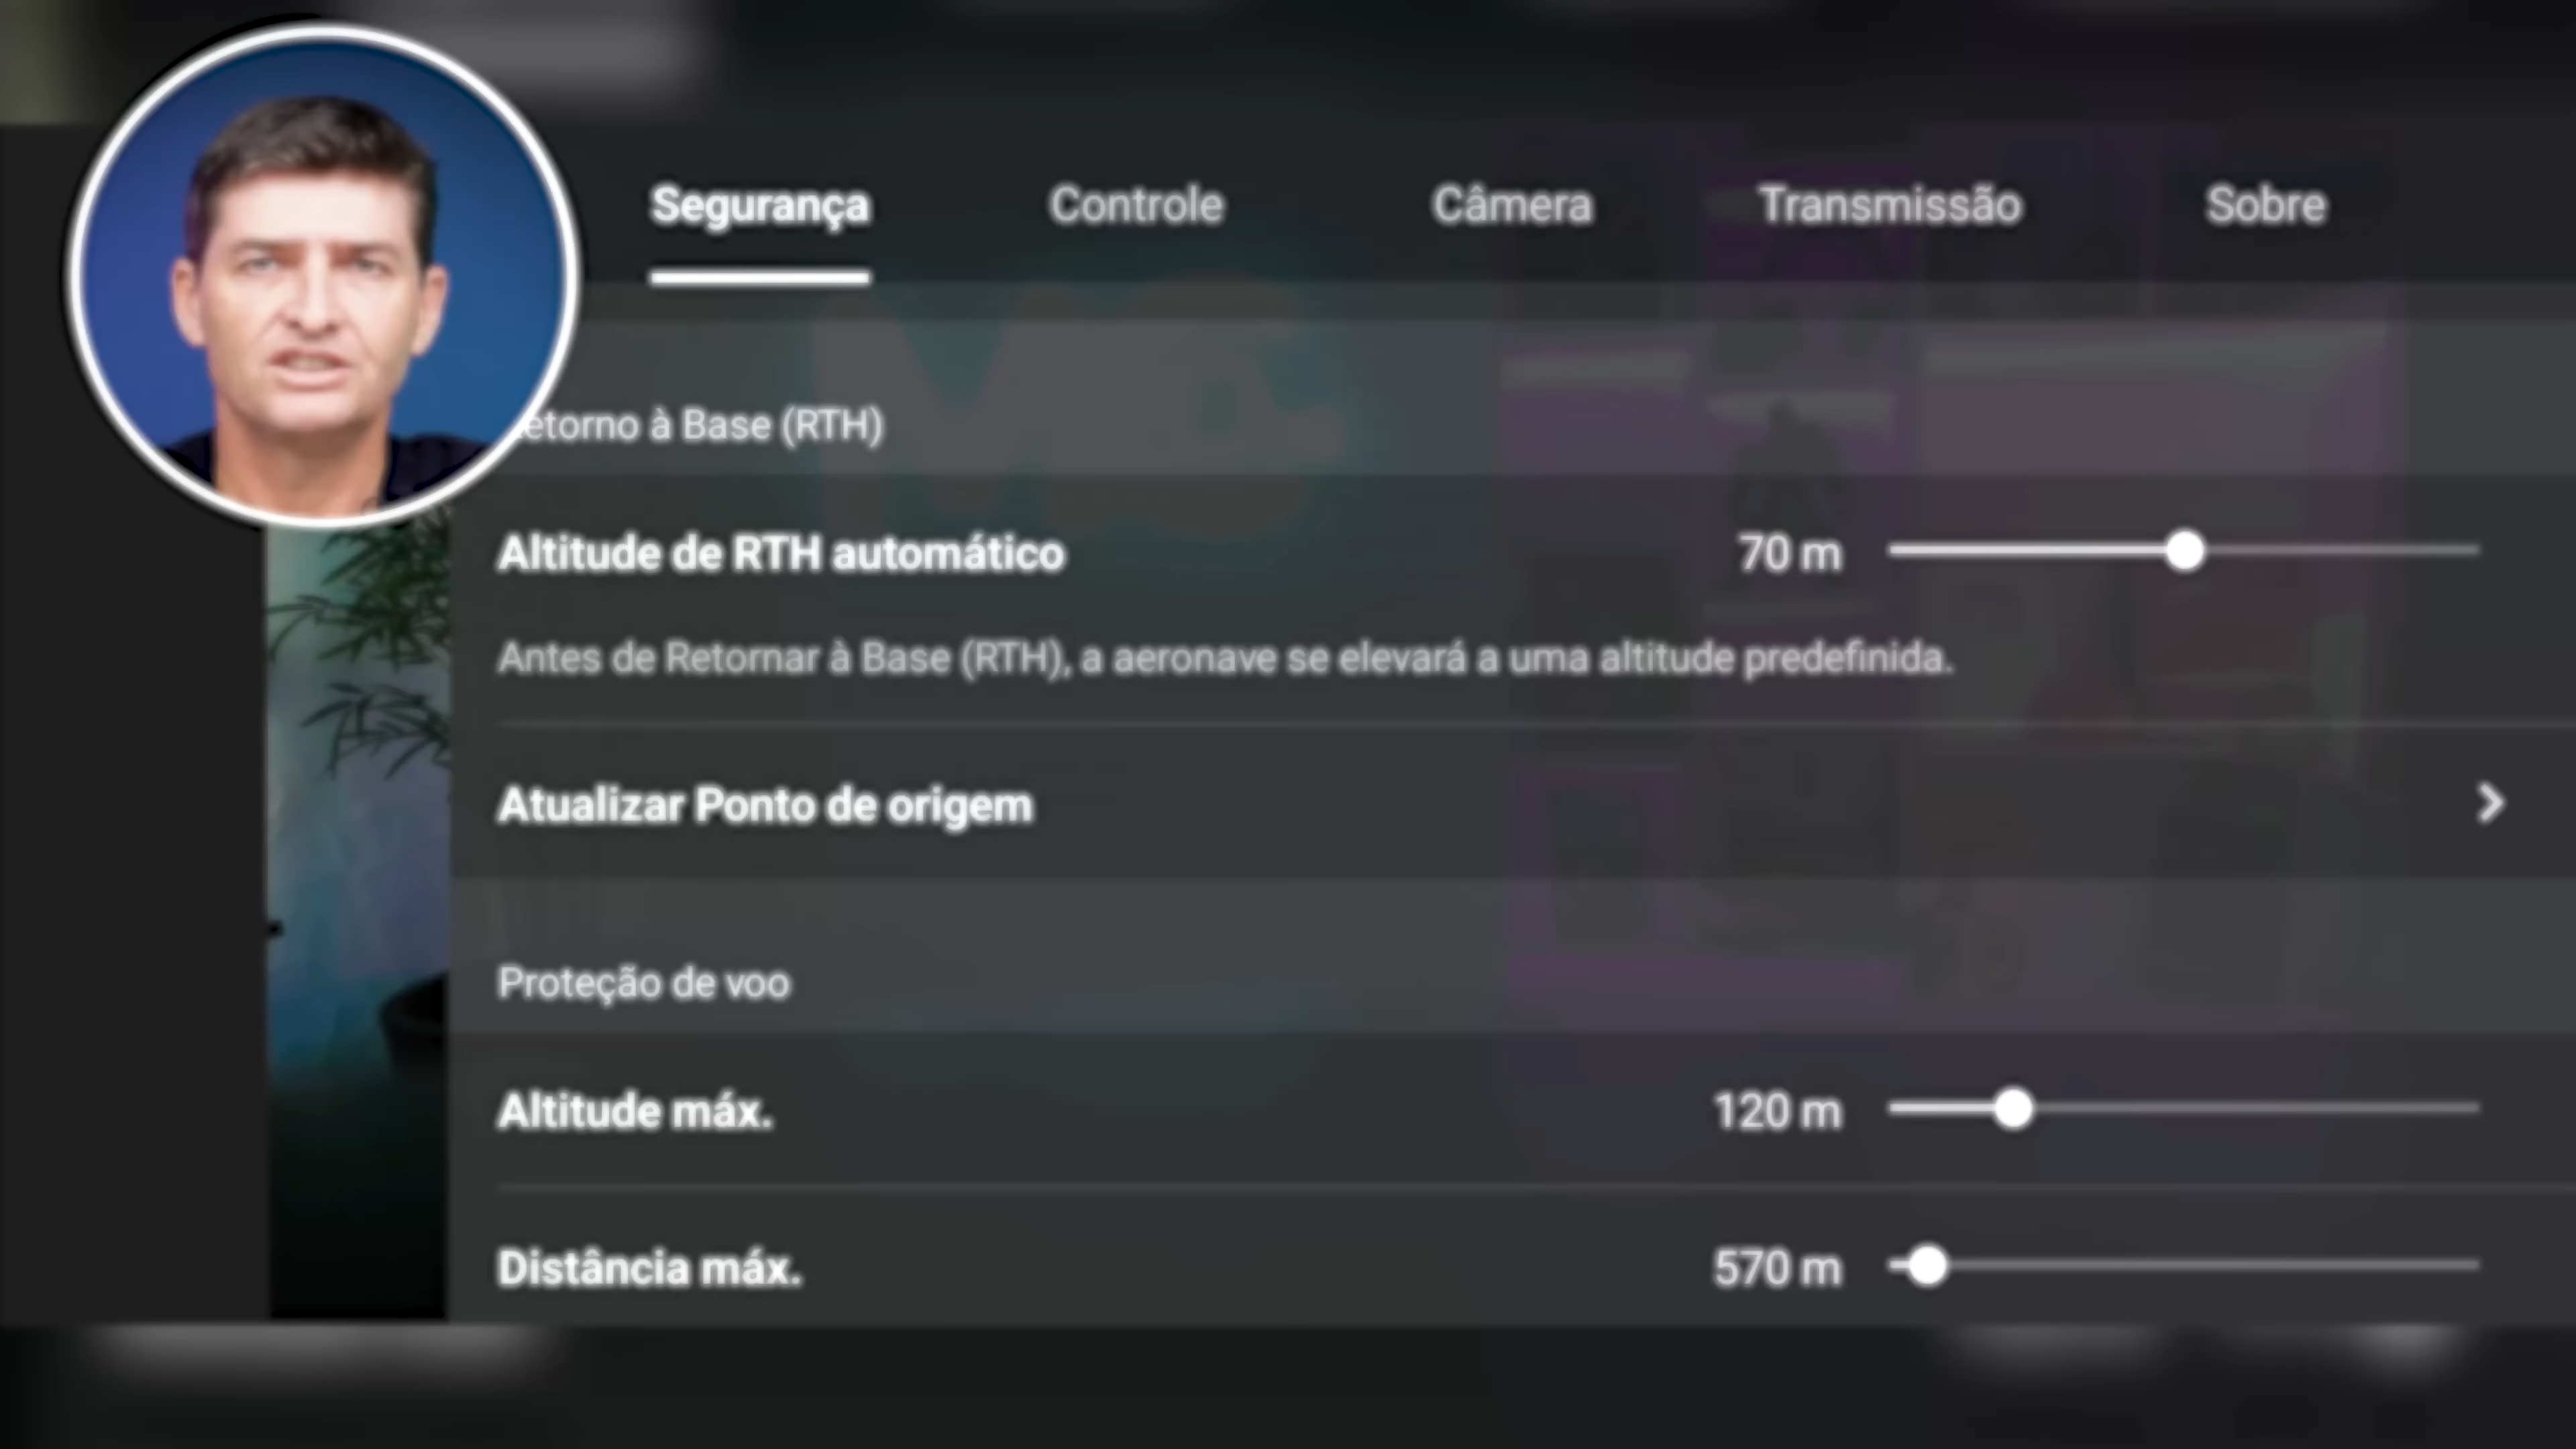 Segurança Controle Câmera Transmissão Sobre
etorno à Base (RTH)
Altitude de RTH automático 70 m
Antes de Retornar à Base (RTH), a aeronave se elevará a uma altitude predefinida.
Atualizar Ponto de origem
Proteção de voo
Altitude máx. 120 m
Distância máx. 570 m